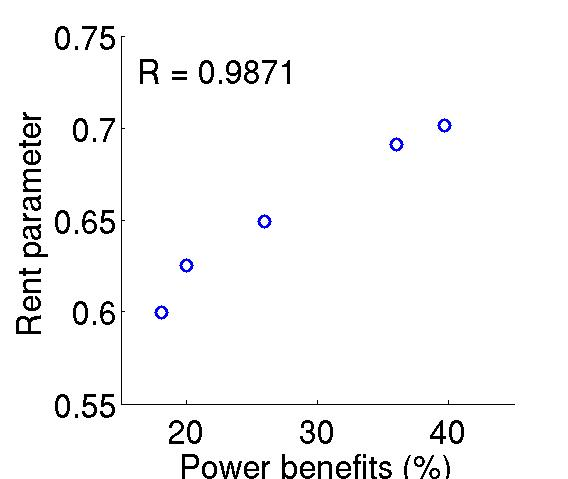 0.75
R = 0.9871
0.7
0.65
0.6
0.55
Rent parameter
20 30 40
Power benefits (%)